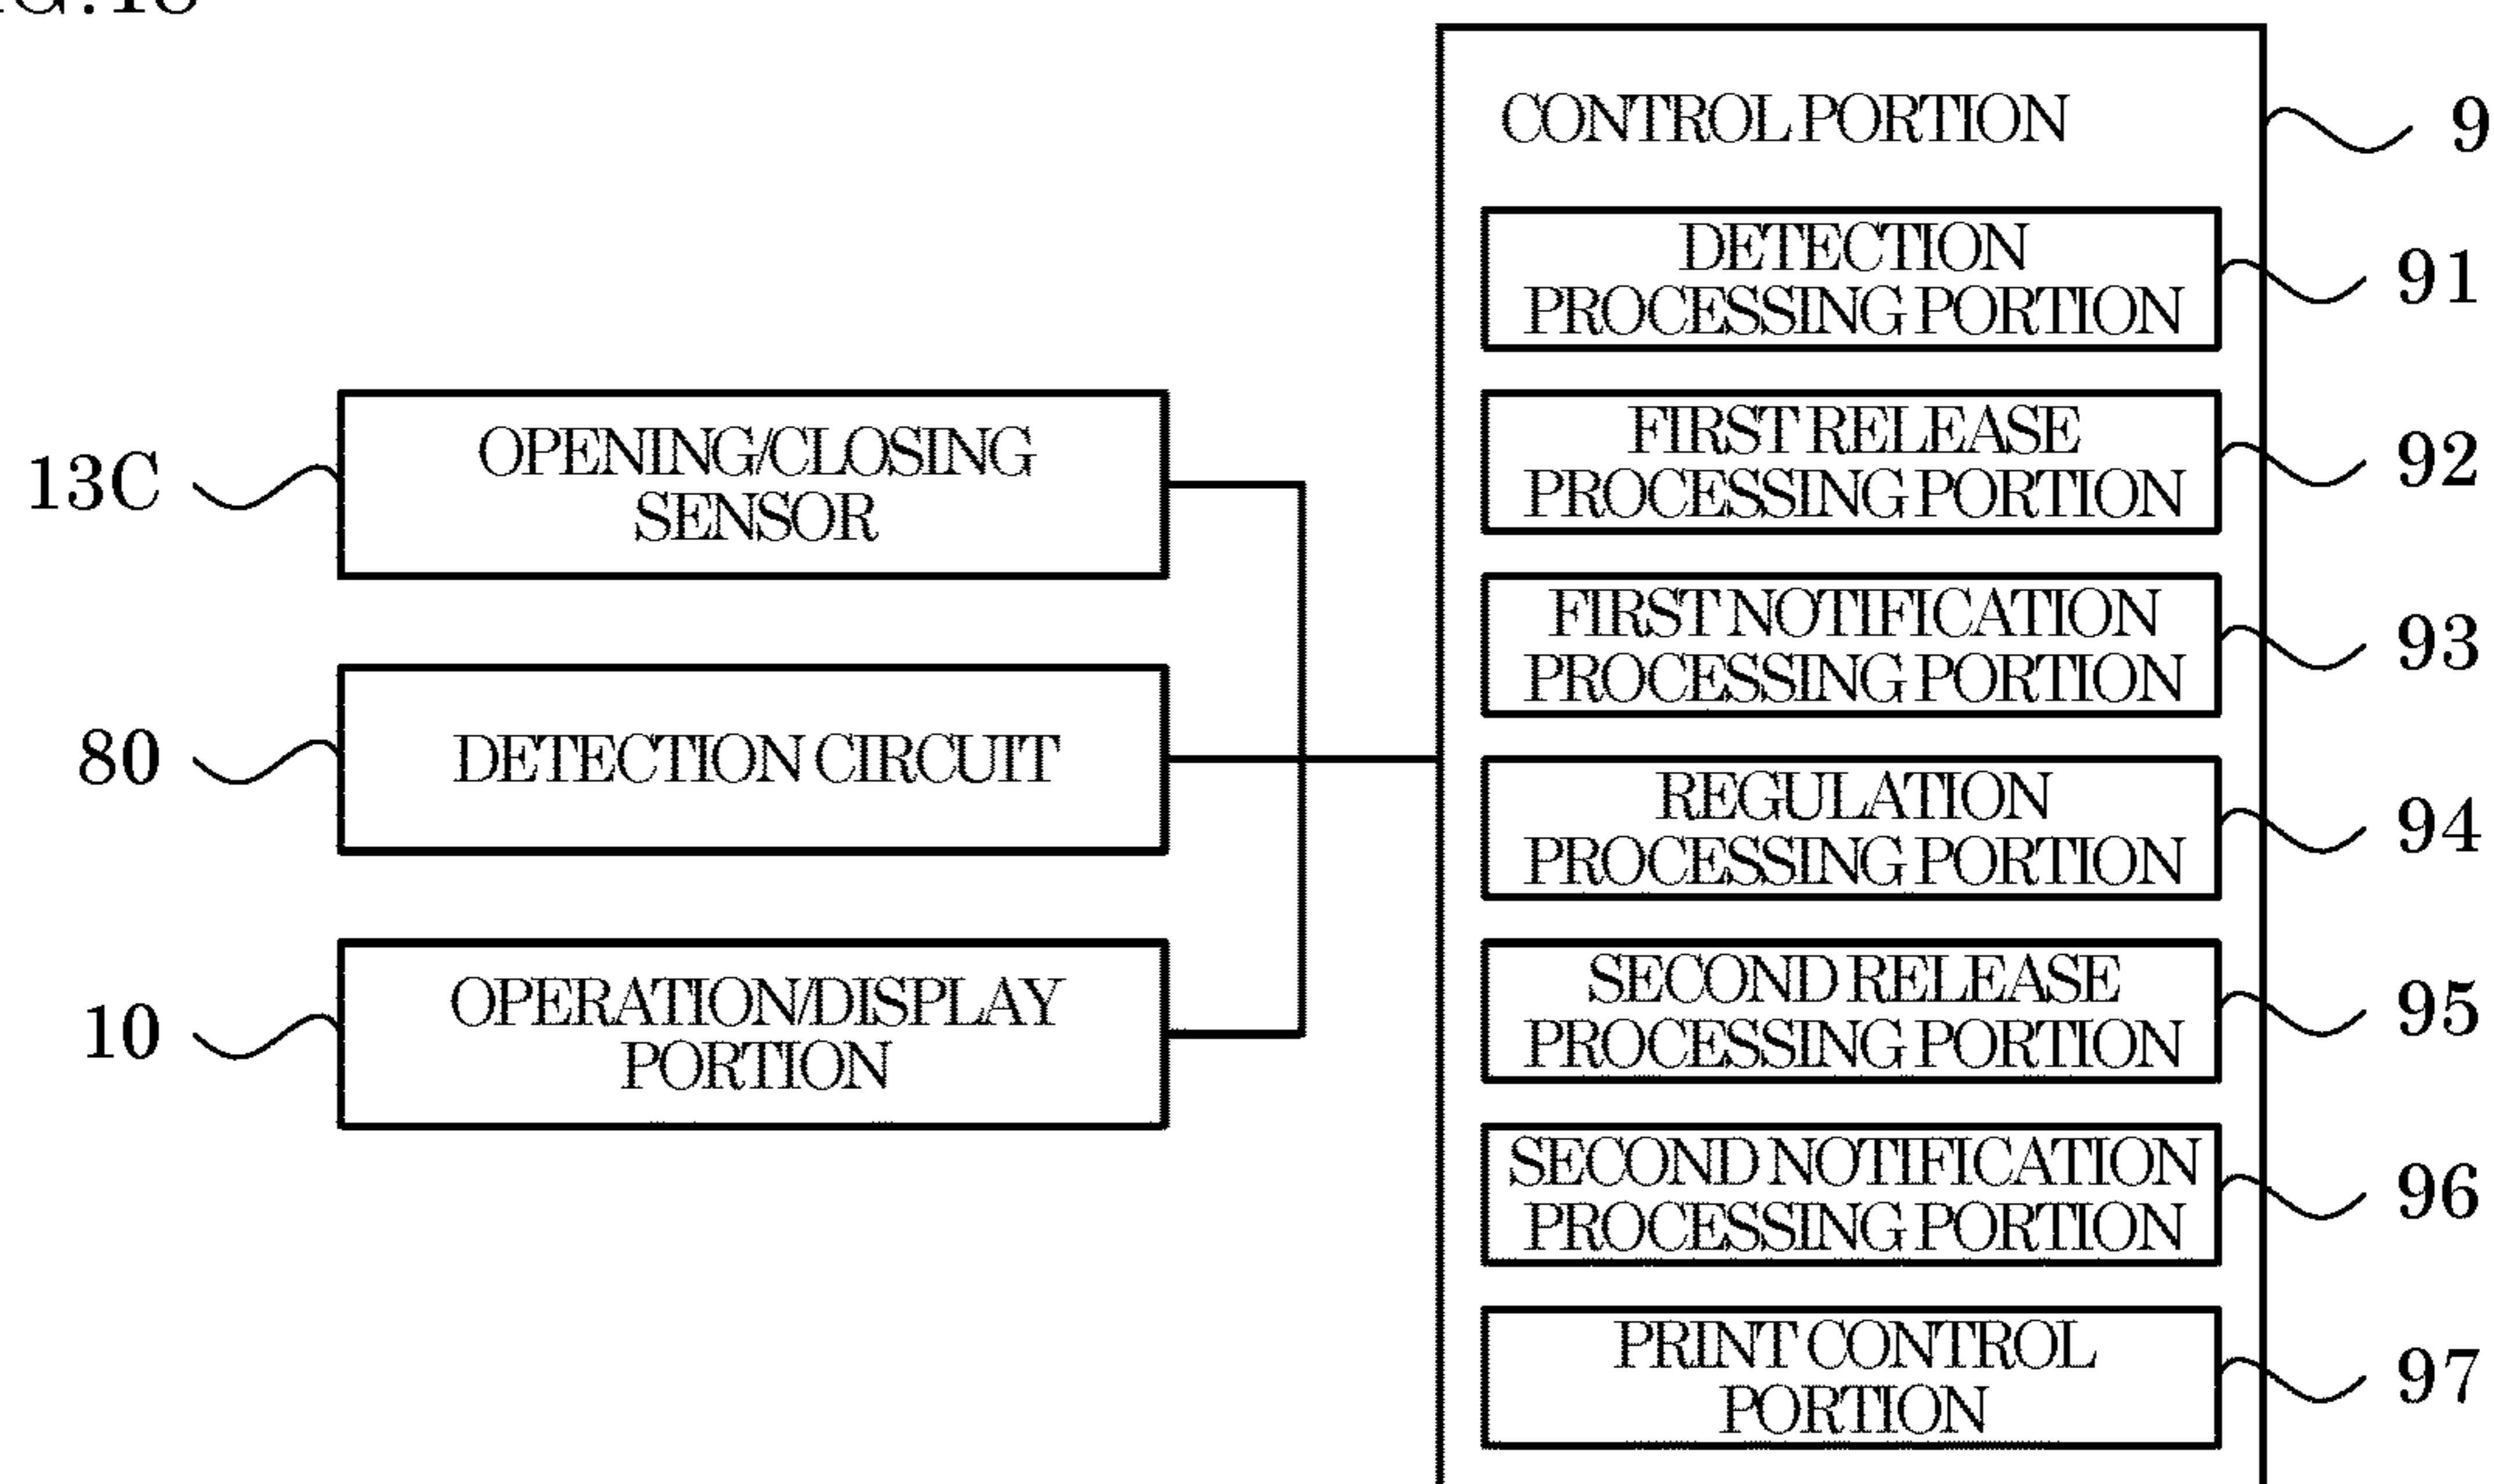 CONTROL PORTION
9
DETECTION
PROCESSING PORTION
91
FIRST RELEASE
PROCESSING PORTION
92
FIRST NOTIFICATION
PROCESSING PORTION
93
REGULATION
PROCESSING PORTION
94
SECOND RELEASE
PROCESSING PORTION
95
SECOND NOTIFICATION
PROCESSING PORTION
96
PRINT CONTROL
PORTION
97
13C
OPENING/CLOSING
SENSOR
80
DETECTION CIRCUIT
10
OPERATION/DISPLAY
PORTION